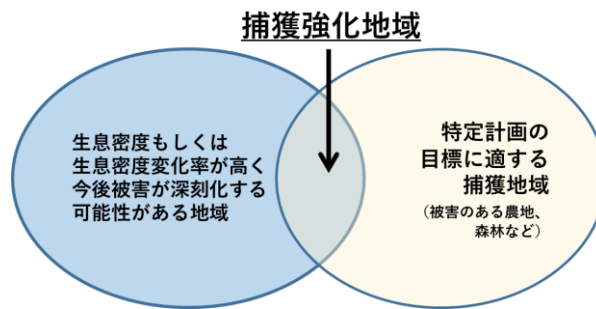 捕獲強化地域
生息密度もしくは
生息密度変化率が高く
今後被害が深刻化する
可能性がある地域
特定計画の
目標に適する
捕獲地域
（被害のある農地、
森林など）